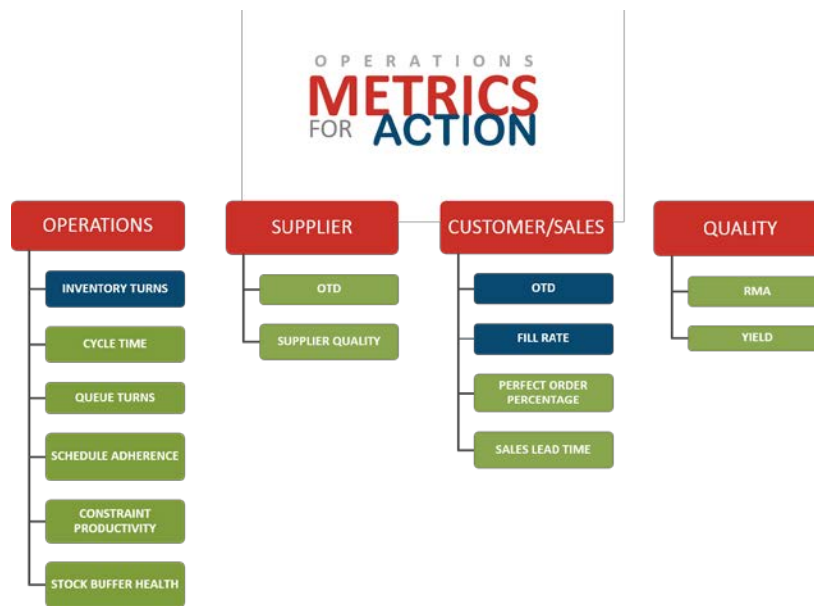 OPERATIONS
METRICS
FOR ACTION
OPERATIONS
INVENTORY TURNS
CYCLE TIME
QUEUE TURNS
SCHEDULE ADHERENCE
CONSTRAINT
PRODUCTIVITY
STOCK BUFFER HEALTH
SUPPLIER
OTD
SUPPLIER QUALITY
CUSTOMER/SALES
OTD
FILL RATE
PERFECT ORDER
PERCENTAGE
SALES LEAD TIME
QUALITY
RMA
YIELD